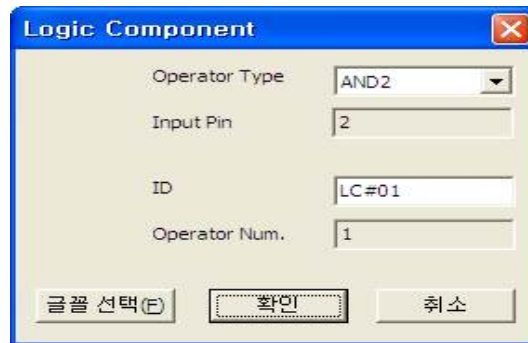 Logic Component
Operator Type AND2
Input Pin 2
ID LC#01
Operator Num. 1
글꼴 선택(F) 확인 취소